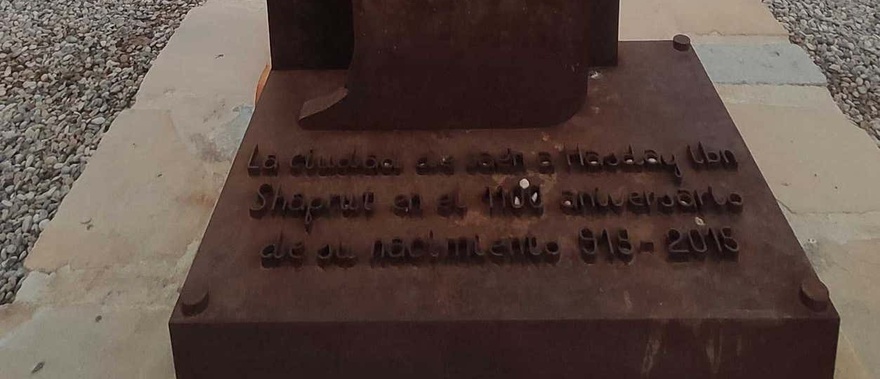 La ciudad de Jaén a Hasday Ibn
Shaprut en el 1100 aniversario
de su nacimiento 915-2015